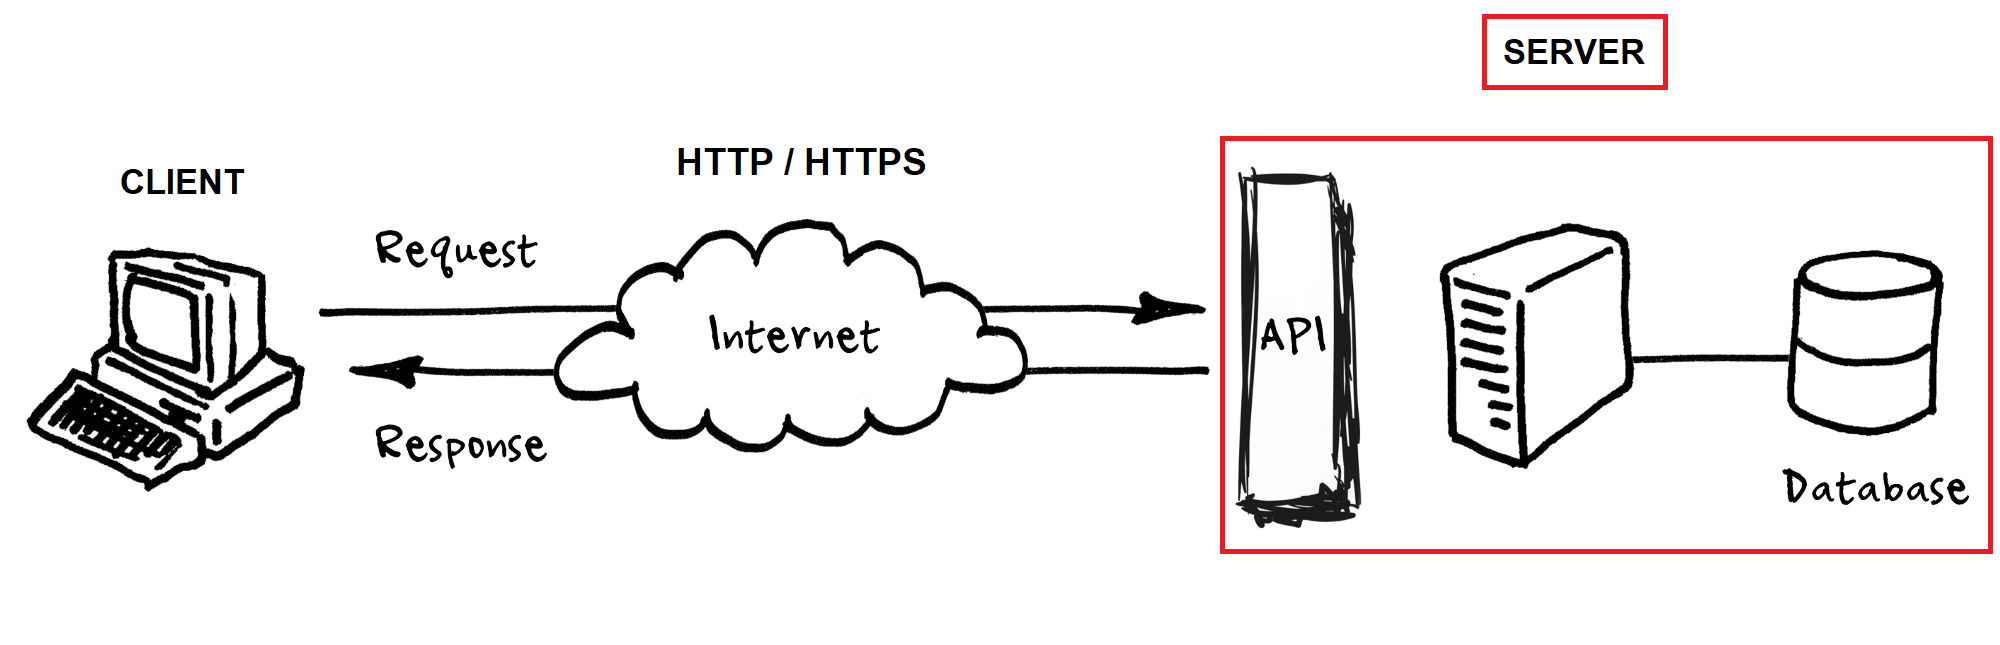 SERVER
HTTP / HTTPS
CLIENT
Request
Internet
API
Response
Database